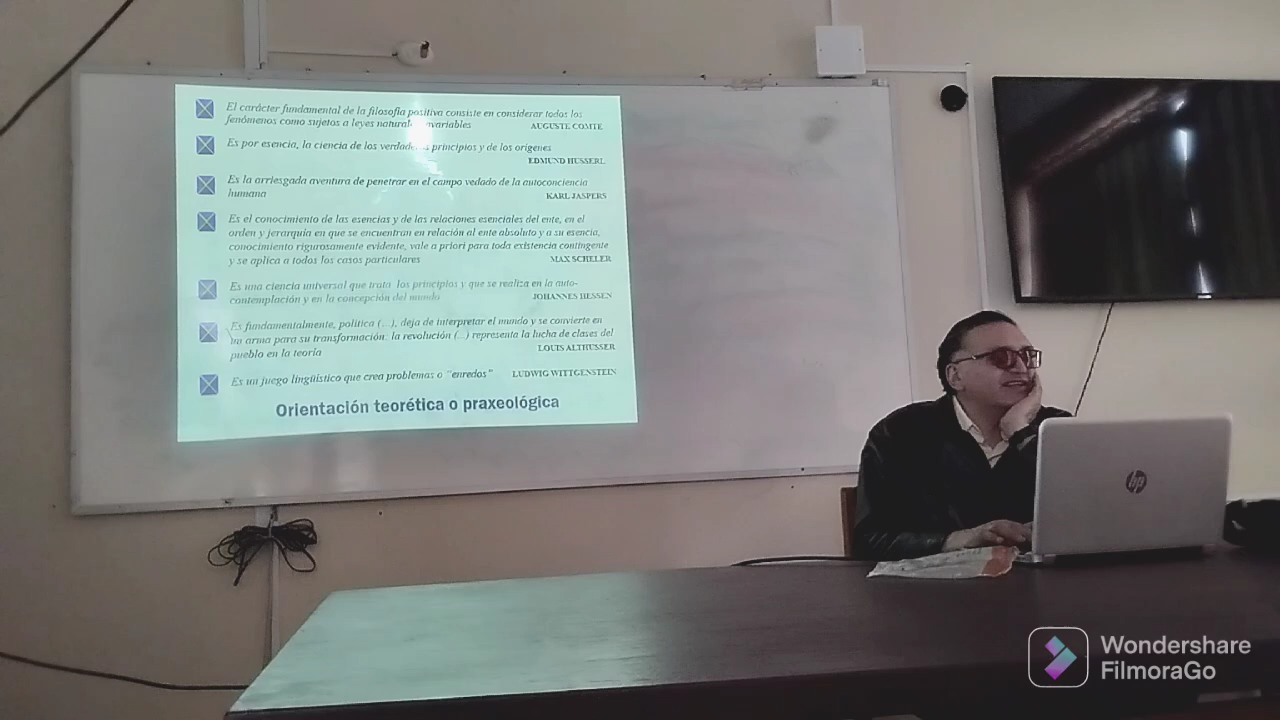 El carácter fundamental de la filosofía positiva consiste en considerar todos los
fenómenos como sujetos a leyes naturales invariables AUGUSTE COMTE
Es por esencia, la ciencia de los verdaderos principios y de los orígenes
EDMUND HUSSERL
Es la arriesgada aventura de penetrar en el campo vedado de la autoconciencia
humana KARL JASPERS
Es el conocimiento de las esencias y de las relaciones esenciales del ente, en el
orden y jerarquía en que se encuentran en relación al ente absoluto y a su esencia,
conocimiento rigurosamente evidente, vale a priori para toda existencia contingente
y se aplica a todos los casos particulares MAX SCHELER
Es una ciencia universal que trata los principios y que se realiza en la auto-
contemplación y en la concepción del mundo JOHANNES HESSEN
Es fundamentalmente, política (...), deja de interpretar el mundo y se convierte en
un arma para su transformación: la revolución (...) representa la lucha de clases del
pueblo en la teoría LOUIS ALTHUSSER
Es un juego lingüístico que crea problemas o "enredos" LUDWIG WITTGENSTEIN
Orientación teorética o praxeológica
hp
Wondershare
FilmoraGo